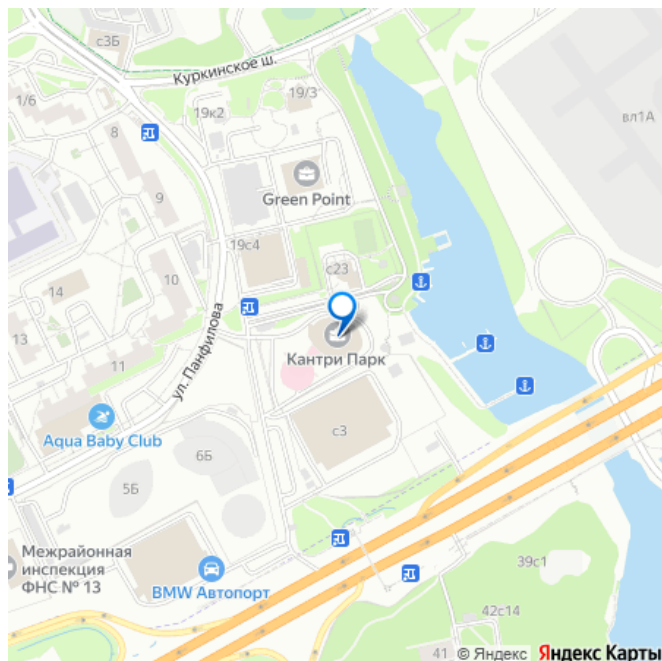 с3Б
Куркинское ш.
1/6
19/3
19к2
вл1А
8
Green Point
9
19с4
с23
10
14
ул. Панфилова
13
Кантри Парк
11
с3
Aqua Baby Club
6Б
5Б
Межрайонная
инспекция
ФНС № 13
BMW Автопорт
39с1
42с14
41
© Яндекс Яндекс Карты